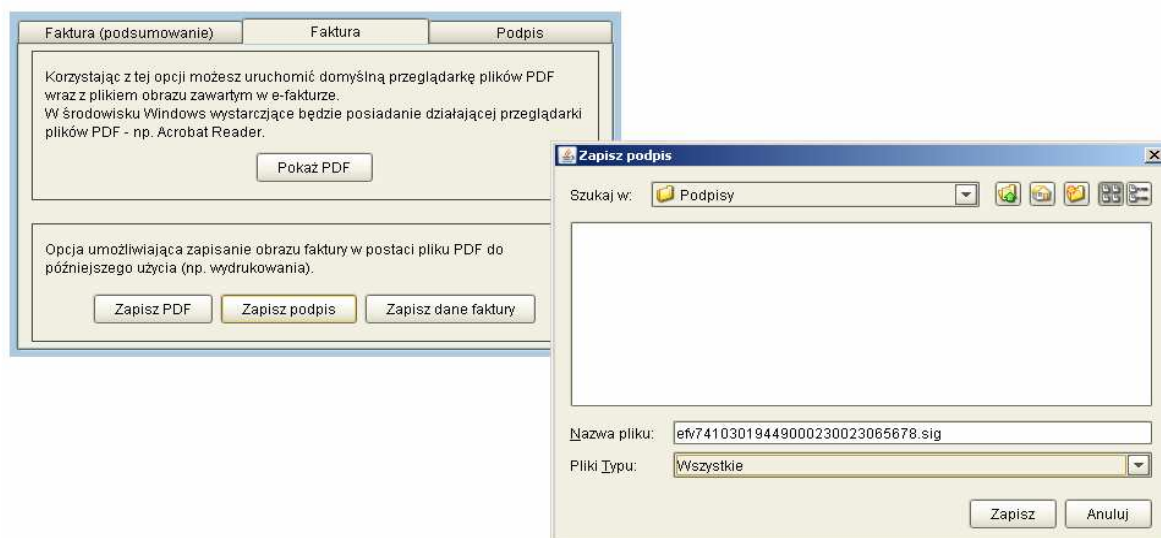 Faktura (podsumowanie)
Faktura
Podpis
Korzystając z tej opcji możesz uruchomić domyślną przeglądarkę plików PDF
wraz z plikiem obrazu zawartym w e-fakturze.
W środowisku Windows wystarczjące będzie posiadanie działającej przeglądarki
plików PDF - np. Acrobat Reader.
Pokaż PDF
Opcja umożliwiająca zapisanie obrazu faktury w postaci pliku PDF do
późniejszego użycia (np. wydrukowania).
Zapisz PDF
Zapisz podpis
Zapisz dane faktury
Zapisz podpis
Szukaj w:
Podpisy
Nazwa pliku:
efv74103019449000230023065678.sig
Pliki Typu:
Wszystkie
Zapisz
Anuluj